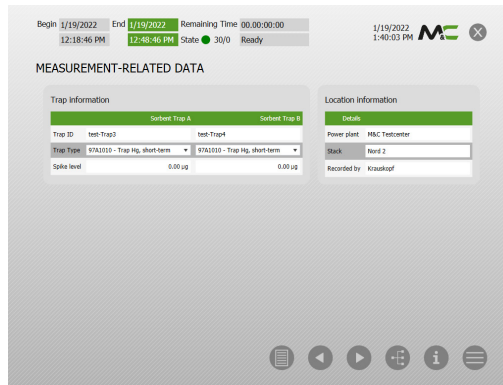 Begin 1/19/2022 End 1/19/2022 Remaining Time 00.00:00:00
12:18:46 PM 12:48:46 PM State 30/0 Ready
1/19/2022
1:40:03 PM
M&C
MEASUREMENT-RELATED DATA
Trap information
Sorbent Trap A Sorbent Trap B
Trap ID test-Trap3 test-Trap4
Trap Type 97A1010 - Trap Hg, short-term 97A1010 - Trap Hg, short-term
Spike level 0.00 µg 0.00 µg
Location information
Details
Power plant M&C Testcenter
Stack Nord 2
Recorded by Krauskopf